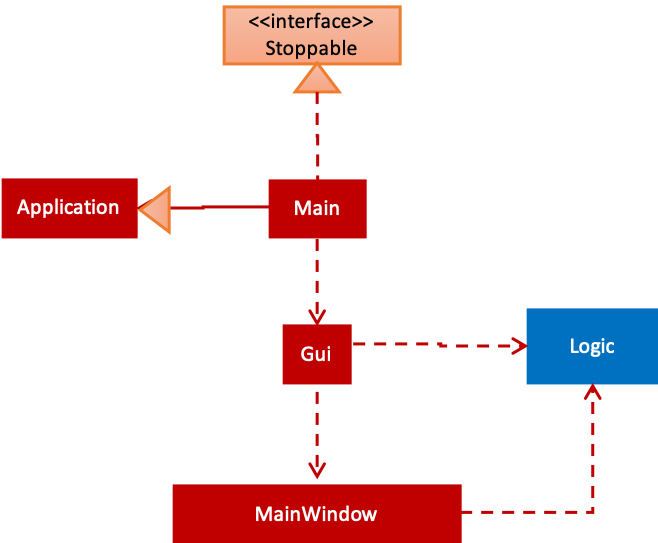 <<interface>>
Stoppable
Application
Main
Gui
Logic
MainWindow